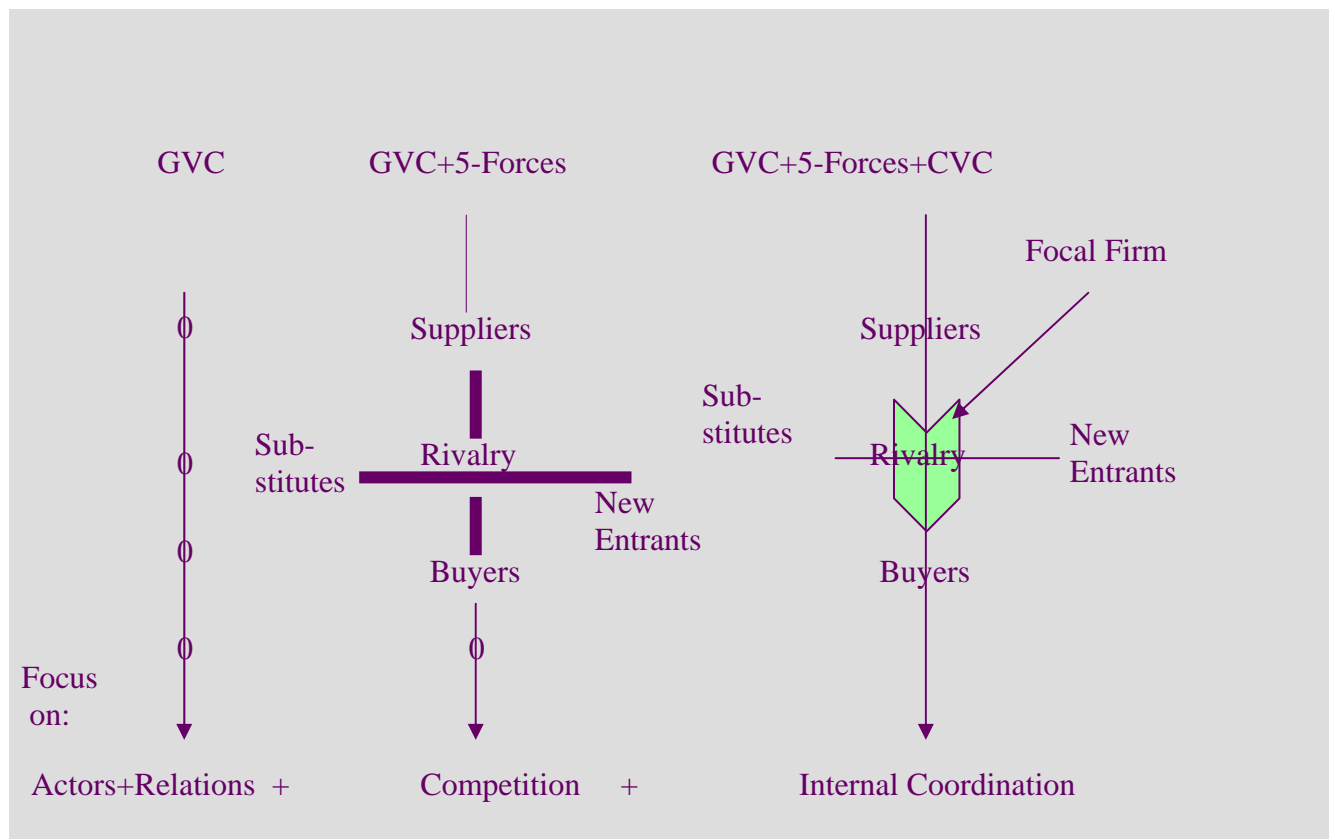 GVC
GVC+5-Forces
GVC+5-Forces+CVC
Focal Firm
0
Suppliers
Suppliers
Sub-
stitutes
0
Sub-
stitutes
Rivalry
New
Entrants
Rivalry
New
Entrants
0
Buyers
Buyers
0
0
Focus
on:
Actors+Relations +
Competition +
Internal Coordination